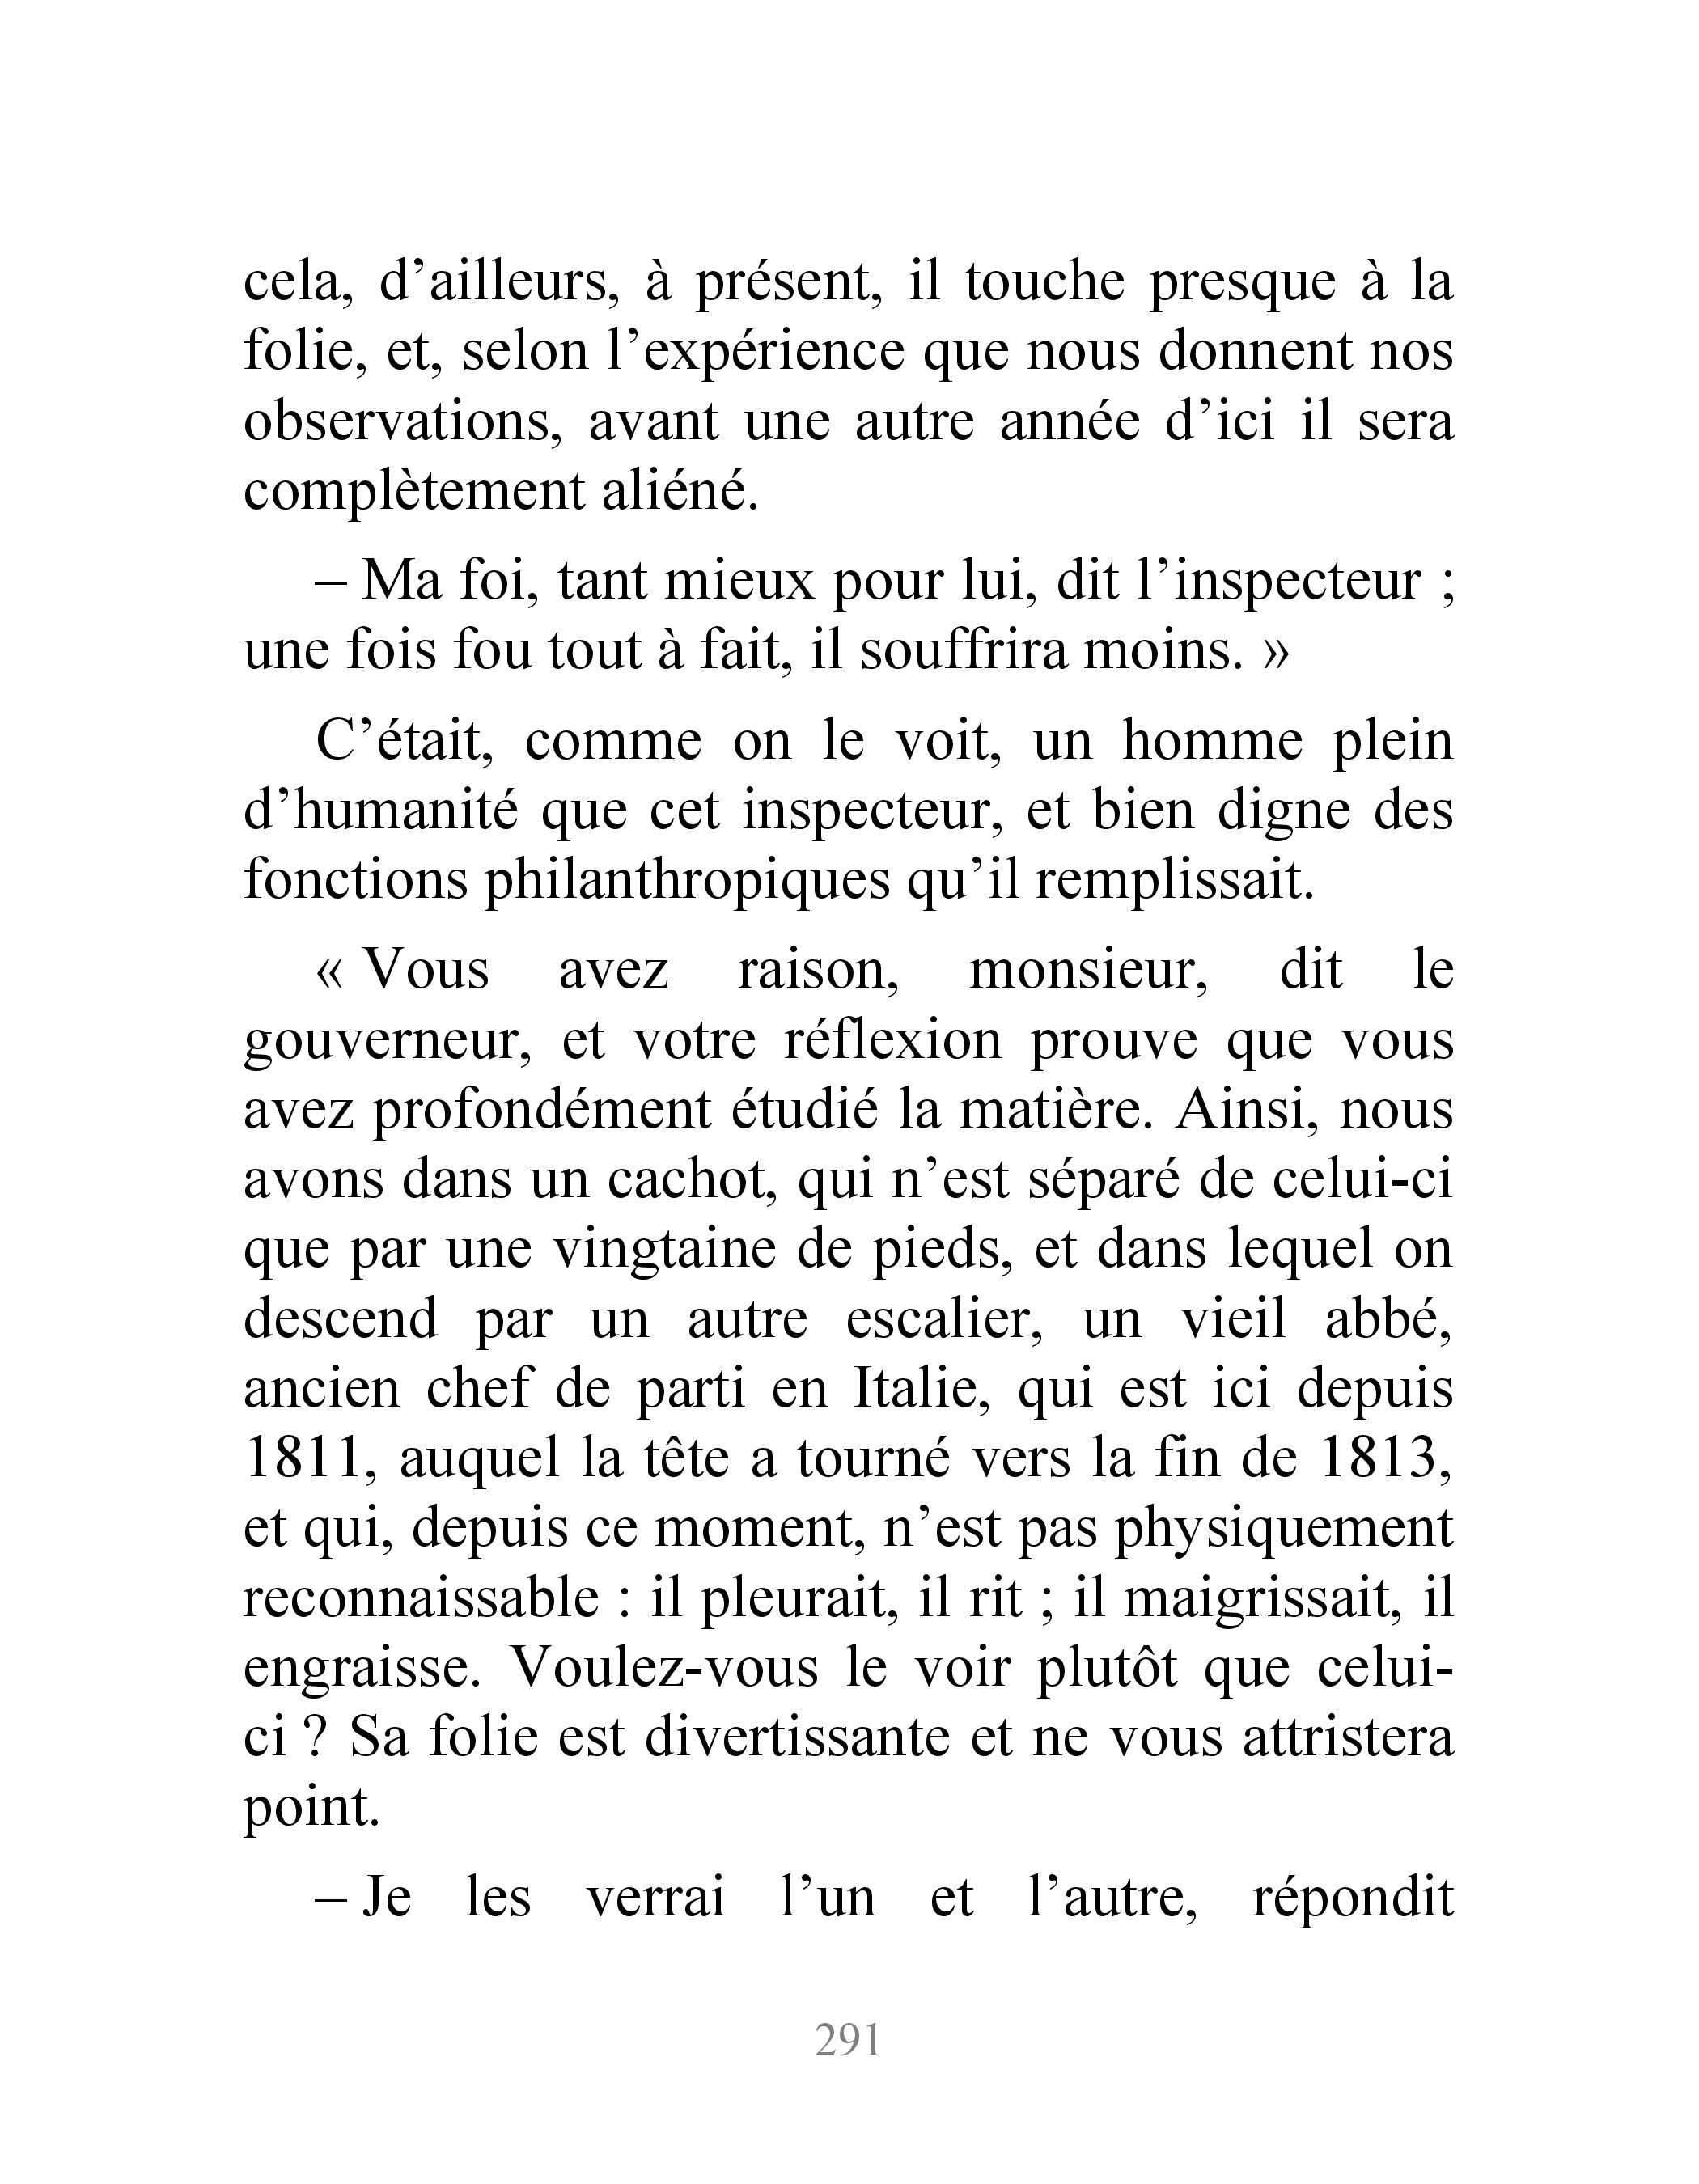 cela, d’ailleurs, à présent, il touche presque à la
folie, et, selon l’expérience que nous donnent nos
observations, avant une autre année d’ici il sera
complètement aliéné.
– Ma foi, tant mieux pour lui, dit l’inspecteur ;
une fois fou tout à fait, il souffrira moins. »
C’était, comme on le voit, un homme plein
d’humanité que cet inspecteur, et bien digne des
fonctions philanthropiques qu’il remplissait.
« Vous avez raison, monsieur, dit le
gouverneur, et votre réflexion prouve que vous
avez profondément étudié la matière. Ainsi, nous
avons dans un cachot, qui n’est séparé de celui-ci
que par une vingtaine de pieds, et dans lequel on
descend par un autre escalier, un vieil abbé,
ancien chef de parti en Italie, qui est ici depuis
1811, auquel la tête a tourné vers la fin de 1813,
et qui, depuis ce moment, n’est pas physiquement
reconnaissable : il pleurait, il rit ; il maigrissait, il
engraisse. Voulez-vous le voir plutôt que celui-
ci ? Sa folie est divertissante et ne vous attristera
point.
– Je les verrai l’un et l’autre, répondit
291